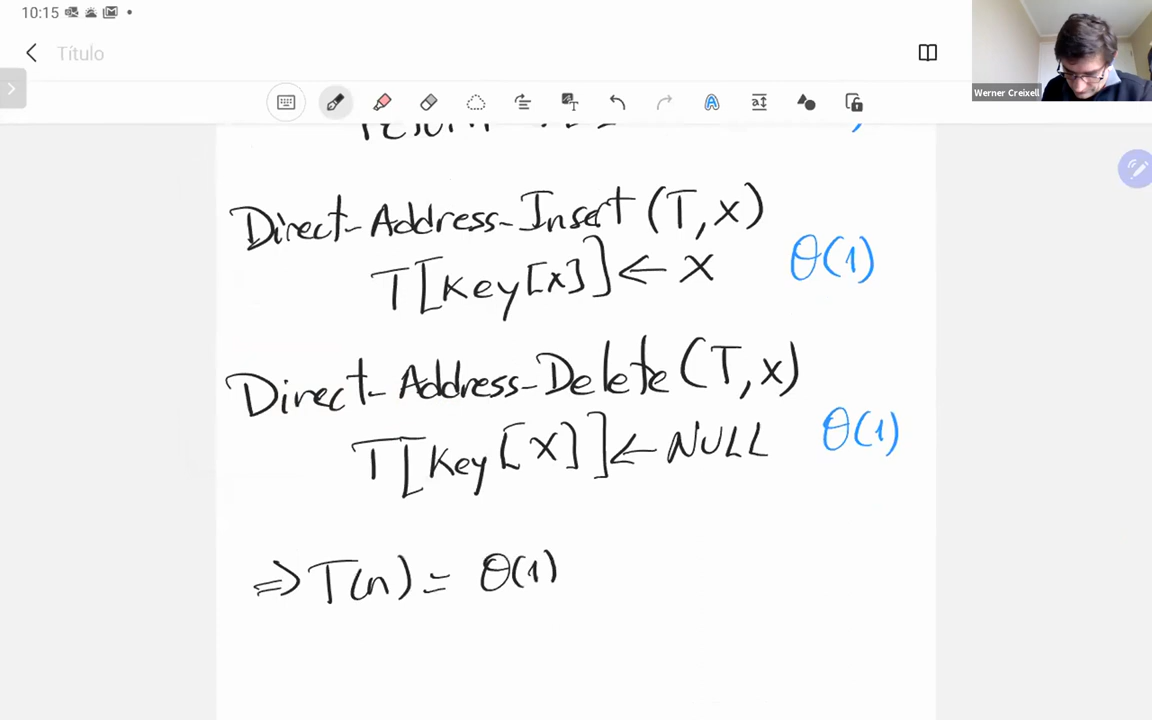 10:15
Título
Werner Creixell
Direct-Address-Insert (T,x)
T[Key[x]] ← x θ(1)
Direct-Address-Delete (T,x)
T[Key[x]] ← NULL θ(1)
⇒ T(n) = θ(1)